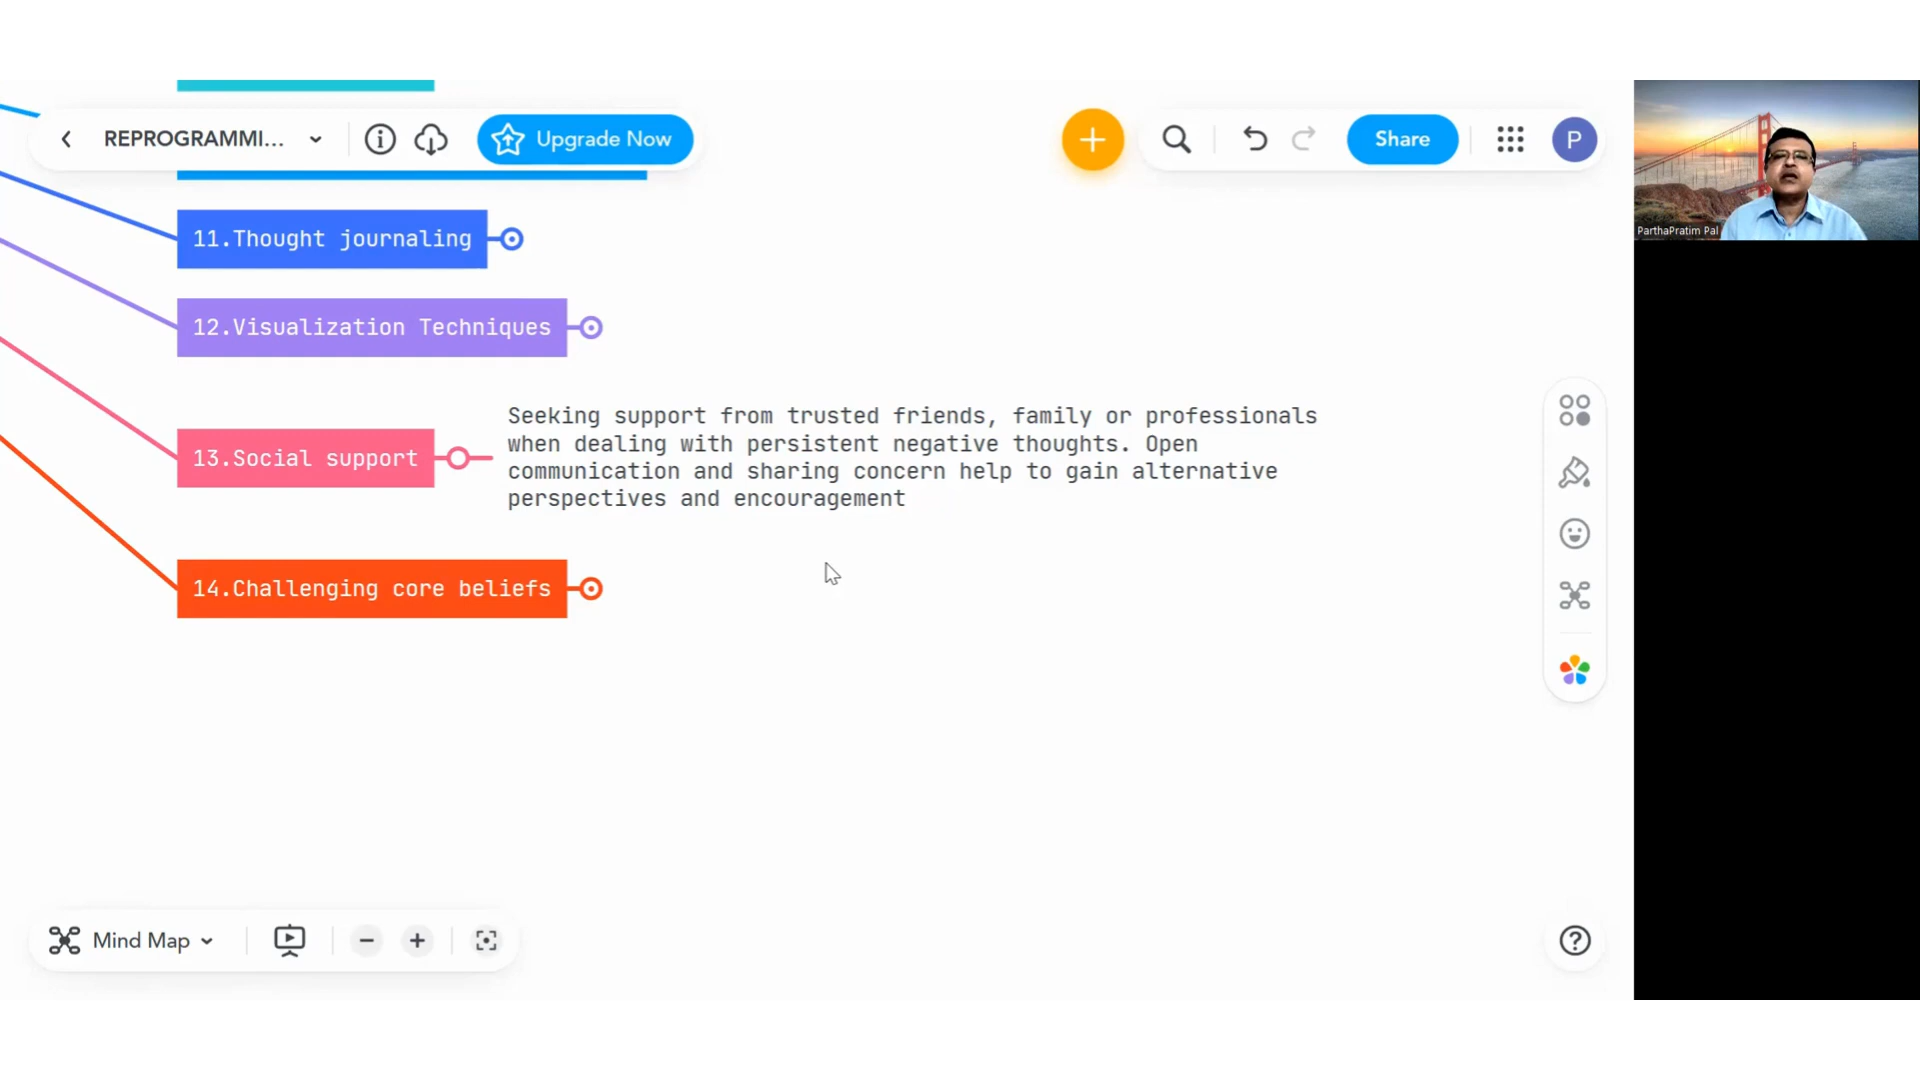 REPROGRAMMI...
Upgrade Now
Share
P
ParthaPratim Pal
11.Thought journaling
12.Visualization Techniques
13.Social support
Seeking support from trusted friends, family or professionals
when dealing with persistent negative thoughts. Open
communication and sharing concern help to gain alternative
perspectives and encouragement
14.Challenging core beliefs
Mind Map